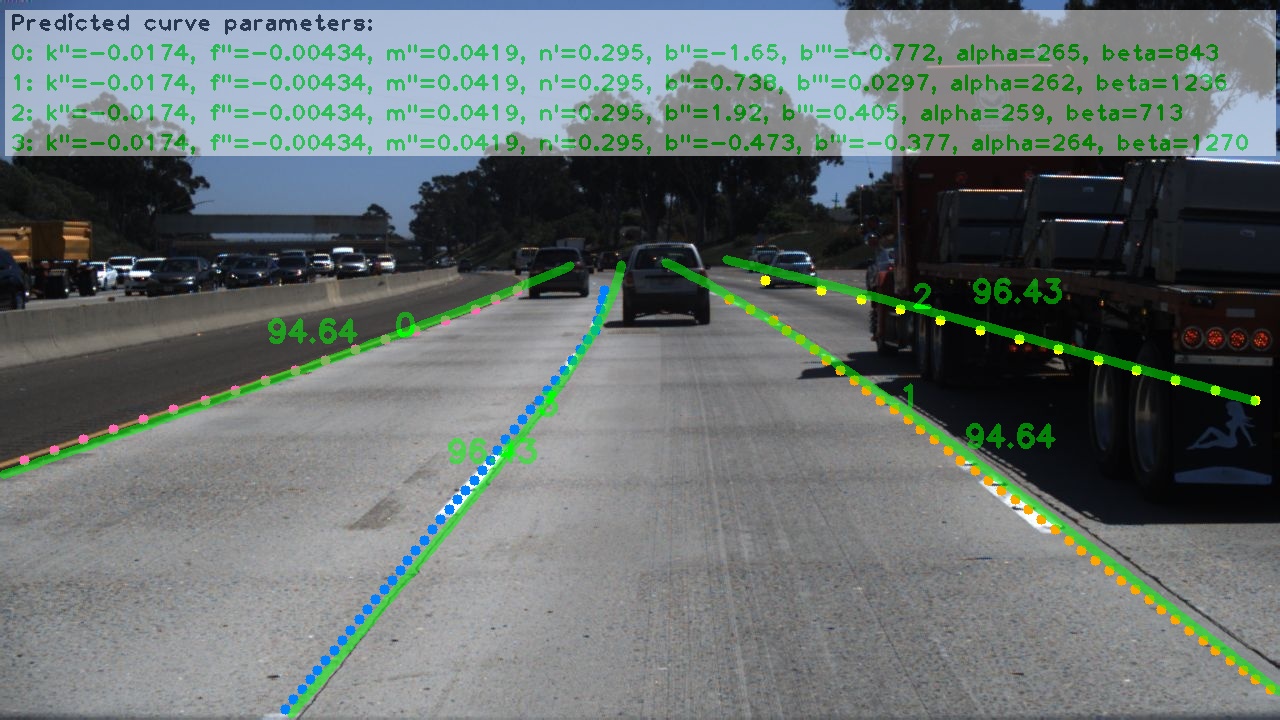 Predicted curve parameters:
0: k''=-0.0174, f''=-0.00434, m''=0.0419, n'=0.295, b''=-1.65, b'''=-0.772, alpha=265, beta=843
1: k''=-0.0174, f''=-0.00434, m''=0.0419, n'=0.295, b''=0.738, b'''=0.0297, alpha=262, beta=1236
2: k''=-0.0174, f''=-0.00434, m''=0.0419, n'=0.295, b''=1.92, b'''=0.405, alpha=259, beta=713
3: k''=-0.0174, f''=-0.00434, m''=0.0419, n'=0.295, b''=-0.473, b'''=-0.377, alpha=264, beta=1270
2 96.43
94.64 0
1
3
94.64
96.43